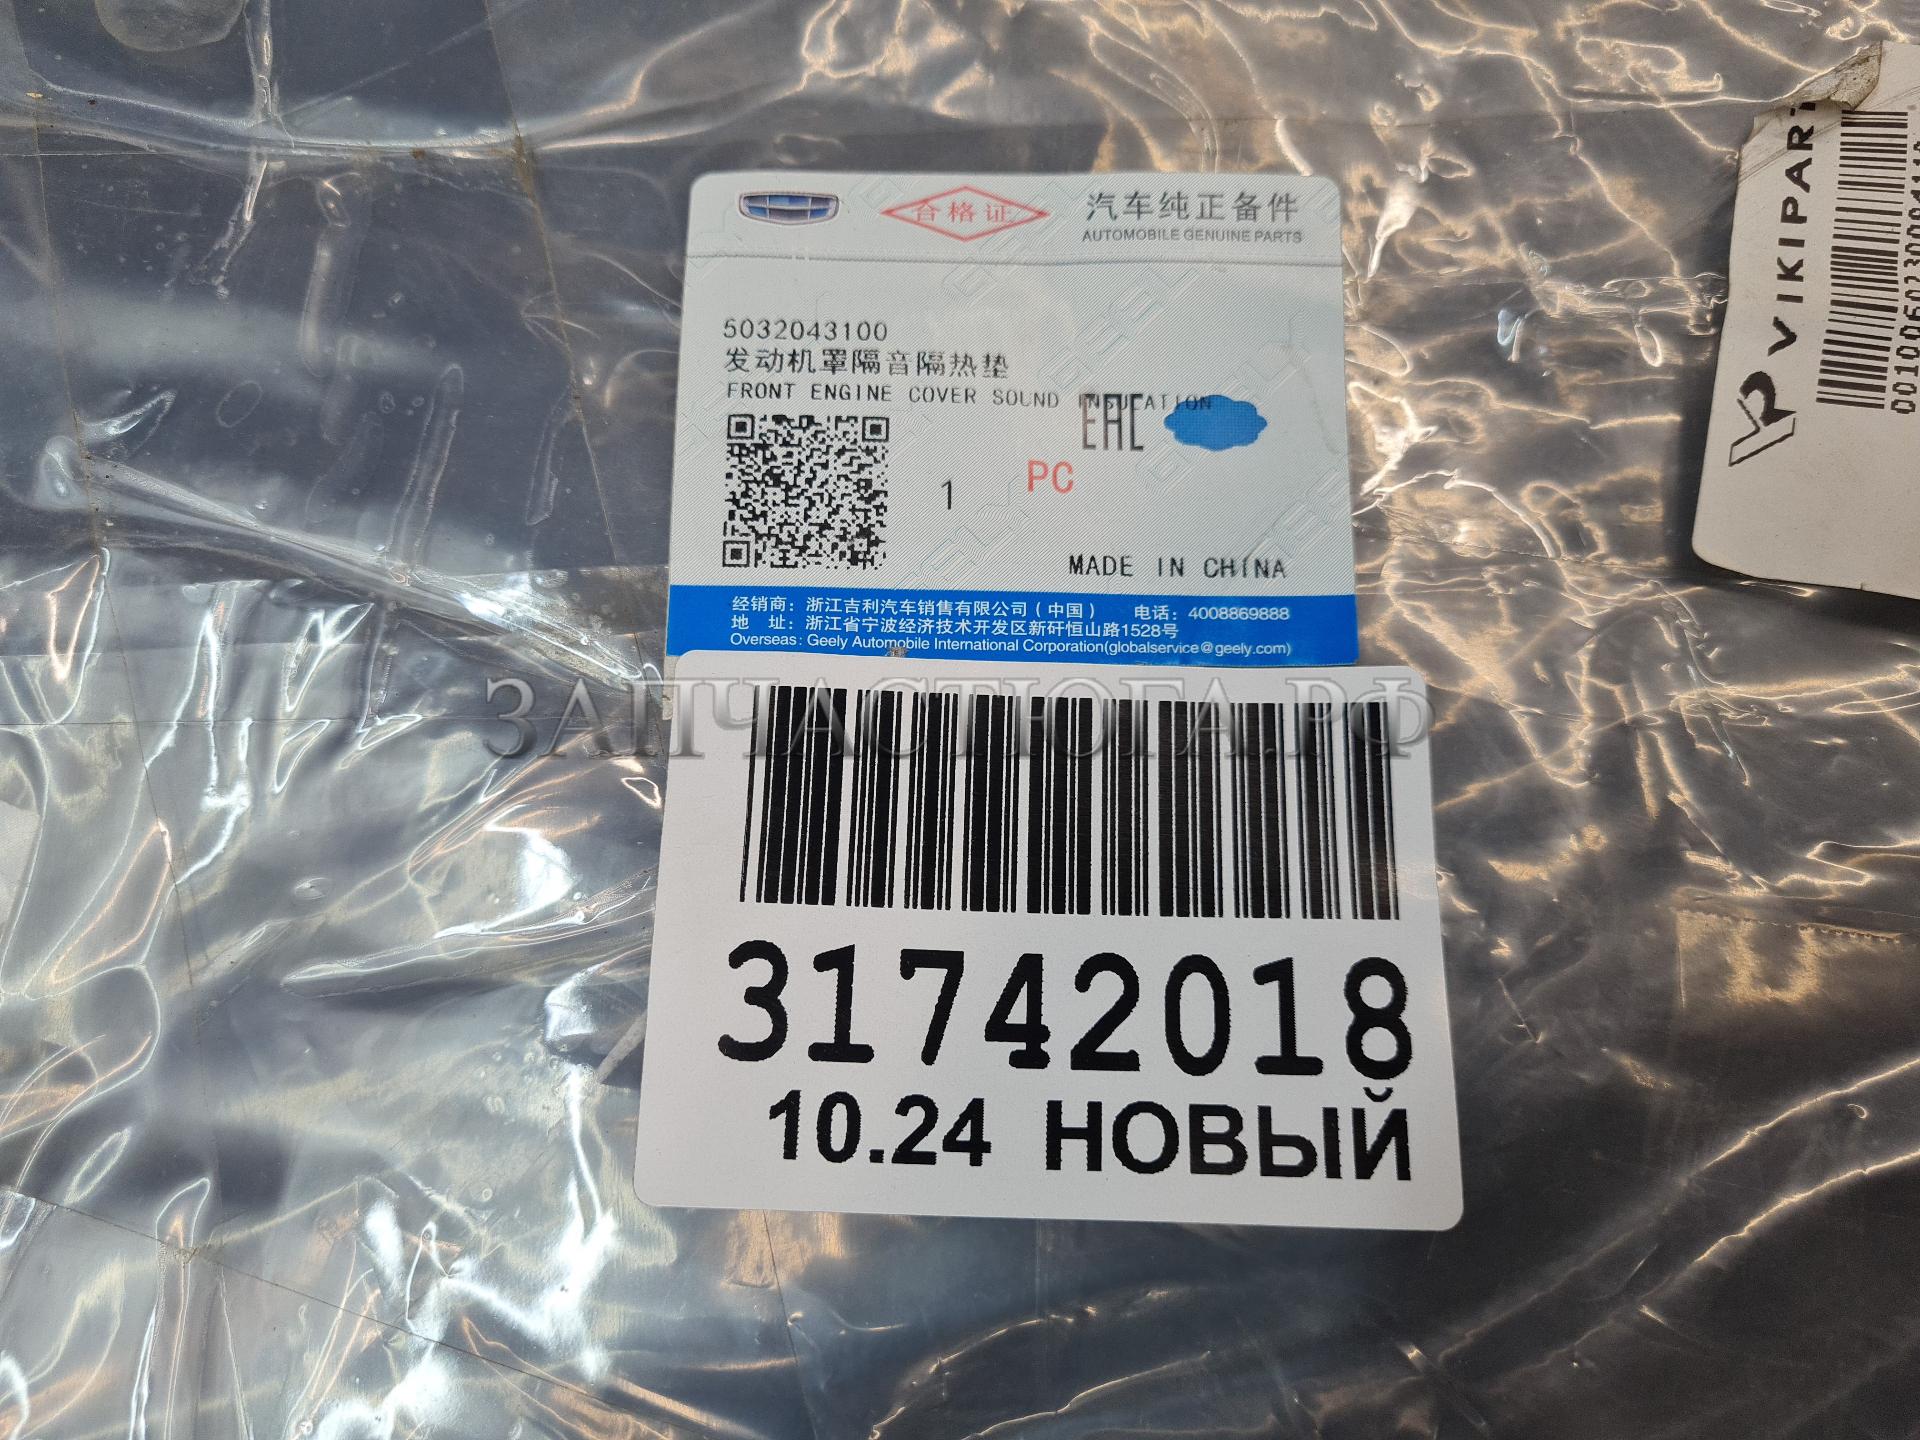 合格证
汽车纯正备件
AUTOMOBILE GENUINE PARTS
5032043100
发动机罩隔音隔热垫
FRONT ENGINE COVER SOUND INSULATION
EAC
1
PC
MADE IN CHINA
经销商：浙江吉利汽车销售有限公司（中国） 电话：4008869888
地 址：浙江省宁波经济技术开发区新矸恒山路1528号
Overseas: Geely Automobile International Corporation(globalservice@geely.com)
ЗАПЧАСТЮГА.РФ
31742018
10.24 НОВЫЙ
VIKIPART